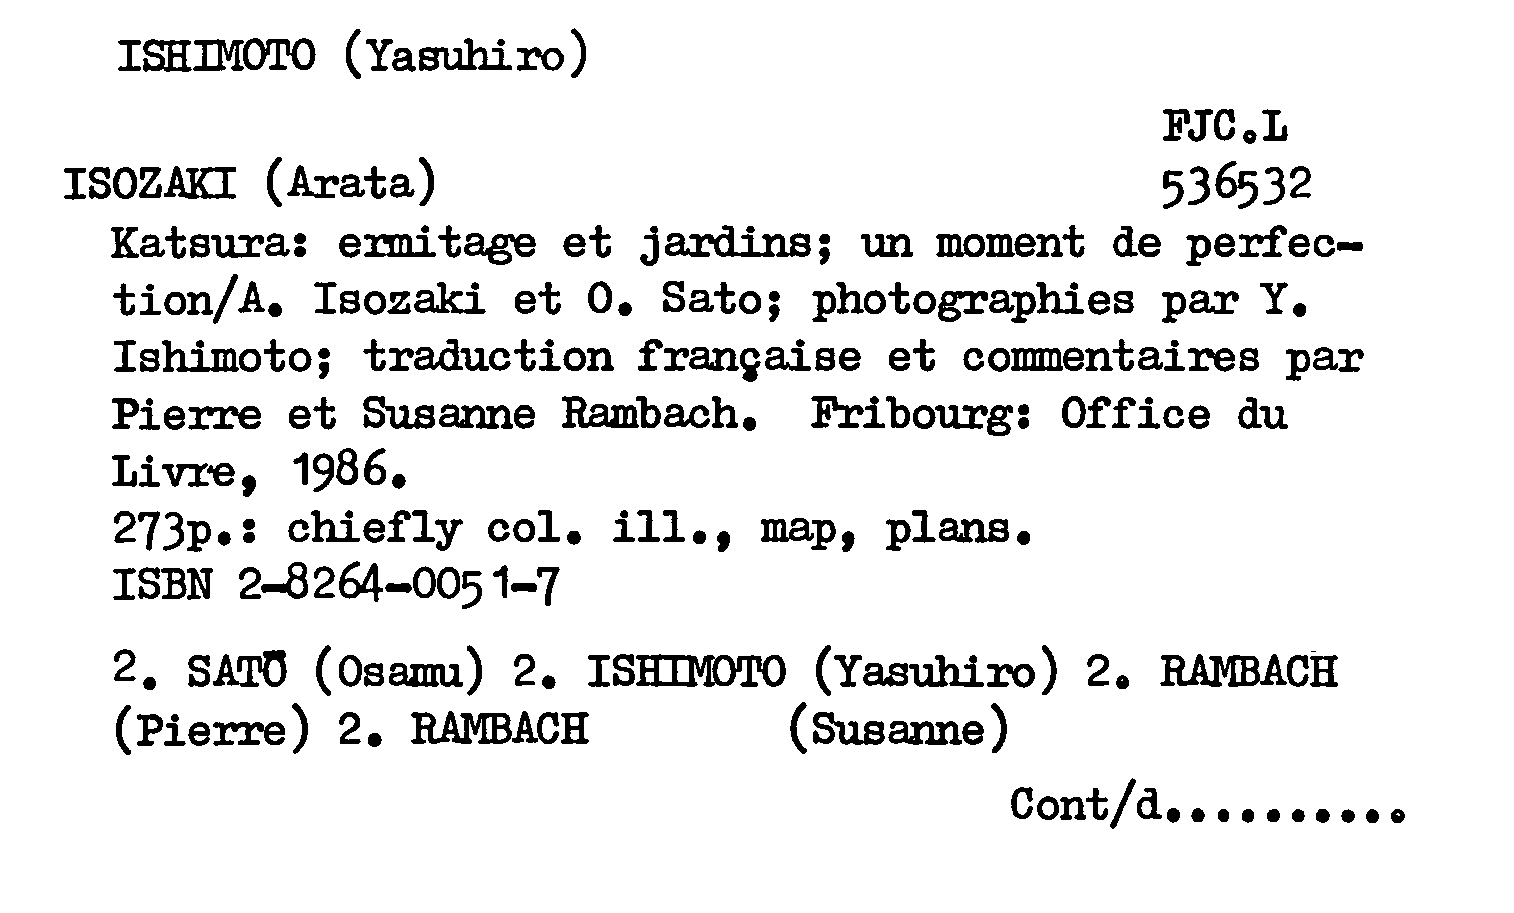 ISHIMOTO (Yasuhiro)
FJC.L
ISOZAKI (Arata) 536532
Katsura: ermitage et jardins; un moment de perfec-
tion/A. Isozaki et O. Sato; photographies par Y.
Ishimoto; traduction française et commentaires par
Pierre et Susanne Rambach. Fribourg: Office du
Livre, 1986.
273p.: chiefly col. ill., map, plans.
ISBN 2-8264-0051-7
2. SATŌ (Osamu) 2. ISHIMOTO (Yasuhiro) 2. RAMBACH
(Pierre) 2. RAMBACH (Susanne)
Cont/d..........